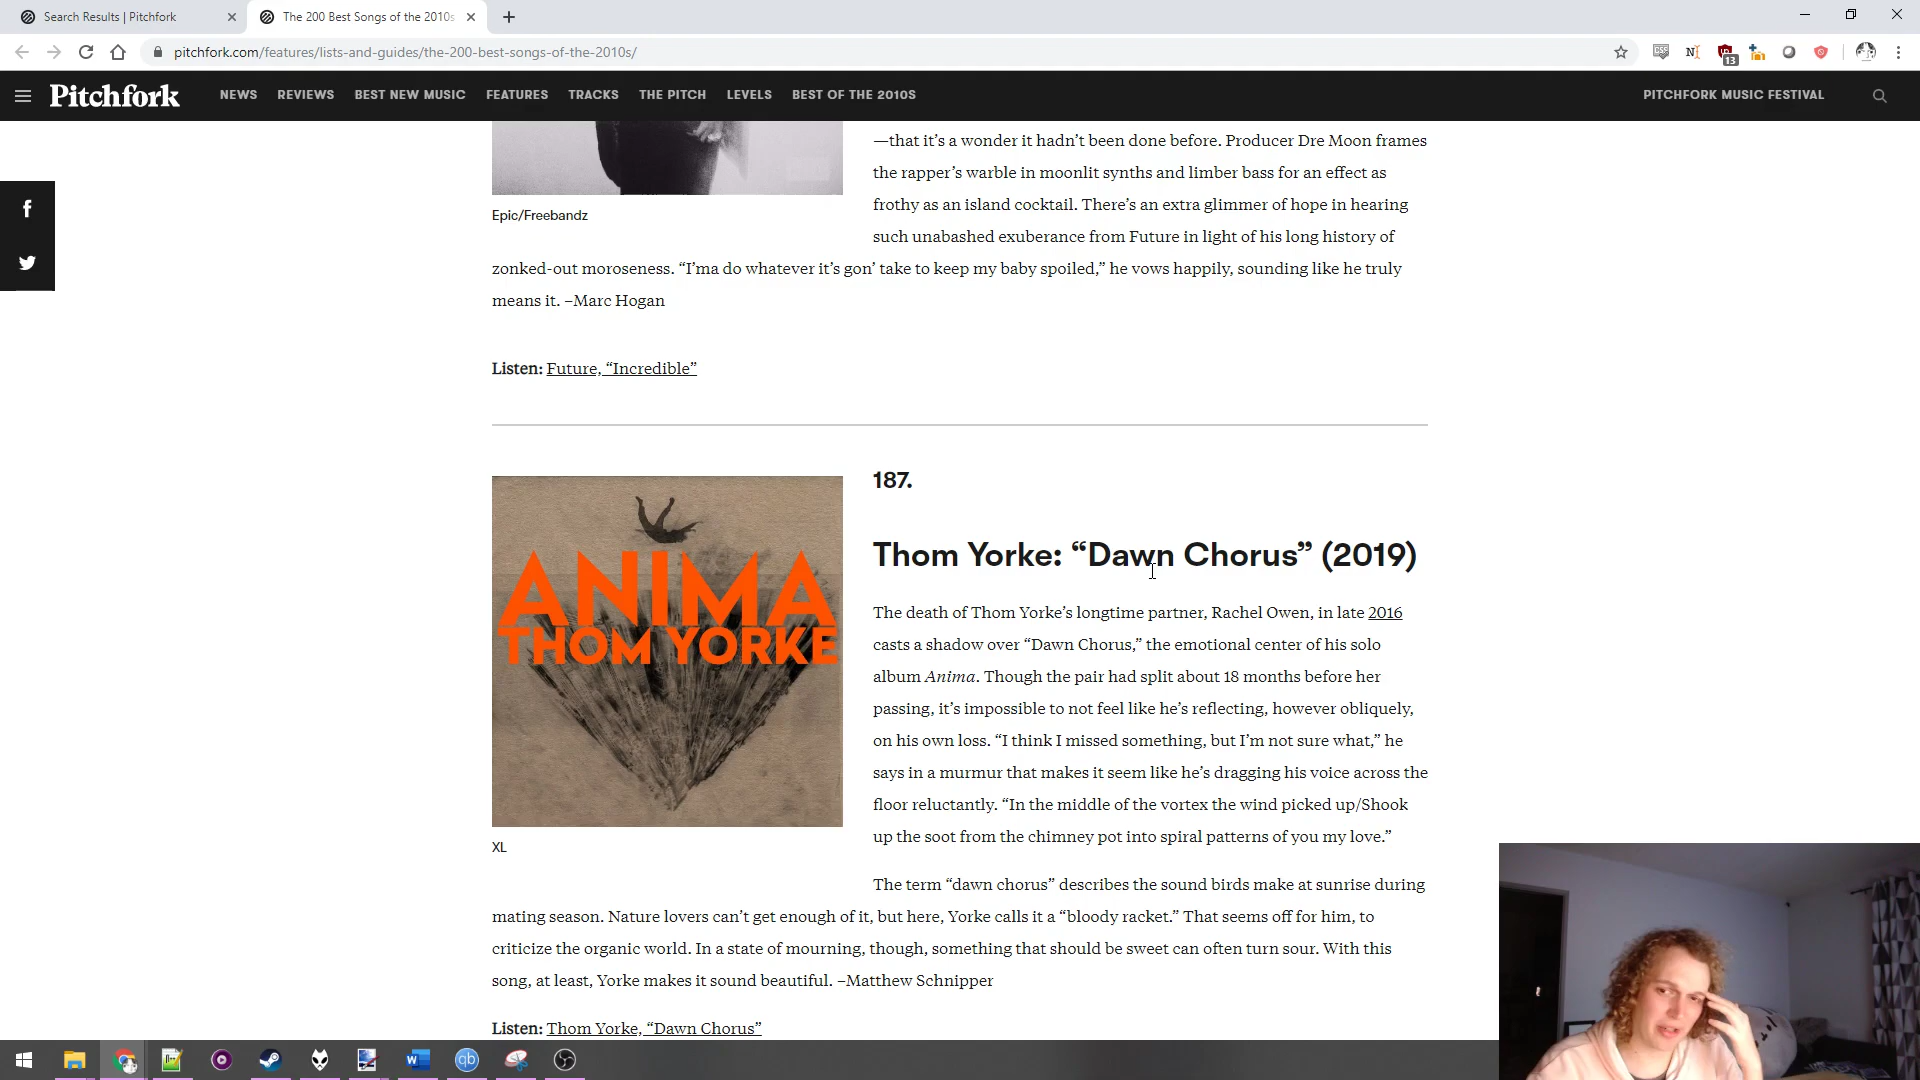 Search Results | Pitchfork
The 200 Best Songs of the 2010s
pitchfork.com/features/lists-and-guides/the-200-best-songs-of-the-2010s/
13
Pitchfork
NEWS REVIEWS BEST NEW MUSIC FEATURES TRACKS THE PITCH LEVELS BEST OF THE 2010S
PITCHFORK MUSIC FESTIVAL
—that it’s a wonder it hadn’t been done before. Producer Dre Moon frames
the rapper’s warble in moonlit synths and limber bass for an effect as
frothy as an island cocktail. There’s an extra glimmer of hope in hearing
such unabashed exuberance from Future in light of his long history of
zonked-out moroseness. “I’ma do whatever it’s gon’ take to keep my baby spoiled,” he vows happily, sounding like he truly
means it. –Marc Hogan
Epic/Freebandz
Listen: Future, “Incredible”
187.
Thom Yorke: “Dawn Chorus” (2019)
ANIMA
THOM YORKE
XL
The death of Thom Yorke’s longtime partner, Rachel Owen, in late 2016
casts a shadow over “Dawn Chorus,” the emotional center of his solo
album Anima. Though the pair had split about 18 months before her
passing, it’s impossible to not feel like he’s reflecting, however obliquely,
on his own loss. “I think I missed something, but I’m not sure what,” he
says in a murmur that makes it seem like he’s dragging his voice across the
floor reluctantly. “In the middle of the vortex the wind picked up/Shook
up the soot from the chimney pot into spiral patterns of you my love.”
The term “dawn chorus” describes the sound birds make at sunrise during
mating season. Nature lovers can’t get enough of it, but here, Yorke calls it a “bloody racket.” That seems off for him, to
criticize the organic world. In a state of mourning, though, something that should be sweet can often turn sour. With this
song, at least, Yorke makes it sound beautiful. –Matthew Schnipper
Listen: Thom Yorke, “Dawn Chorus”